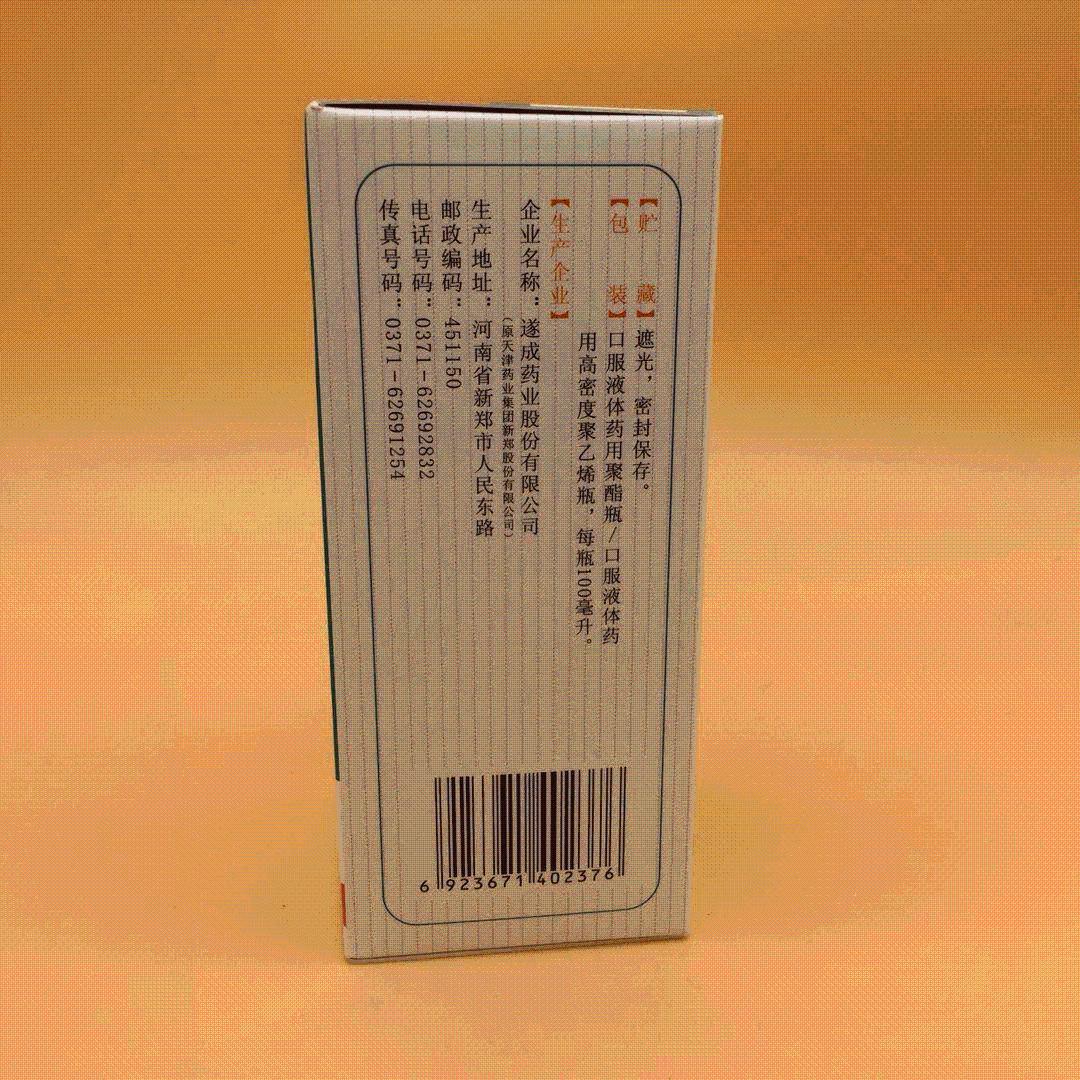 【贮 藏】遮光，密封保存。
【包 装】口服液体药用聚酯瓶/口服液体药
用高密度聚乙烯瓶，每瓶100毫升。
【生产企业】
企业名称：遂成药业股份有限公司
（原天津药业集团新郑股份有限公司）
生产地址：河南省新郑市人民东路
邮政编码：451150
电话号码：0371-62692832
传真号码：0371-62691254
6 923671 402376